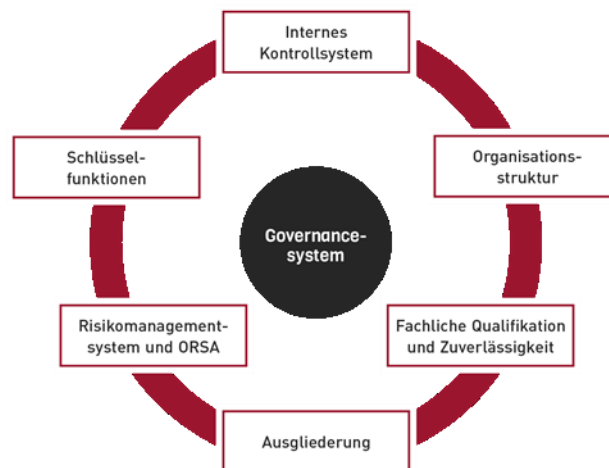 Internes
Kontrollsystem
Schlüssel-
funktionen
Organisations-
struktur
Governance-
system
Risikomanagement-
system und ORSA
Fachliche Qualifikation
und Zuverlässigkeit
Ausgliederung